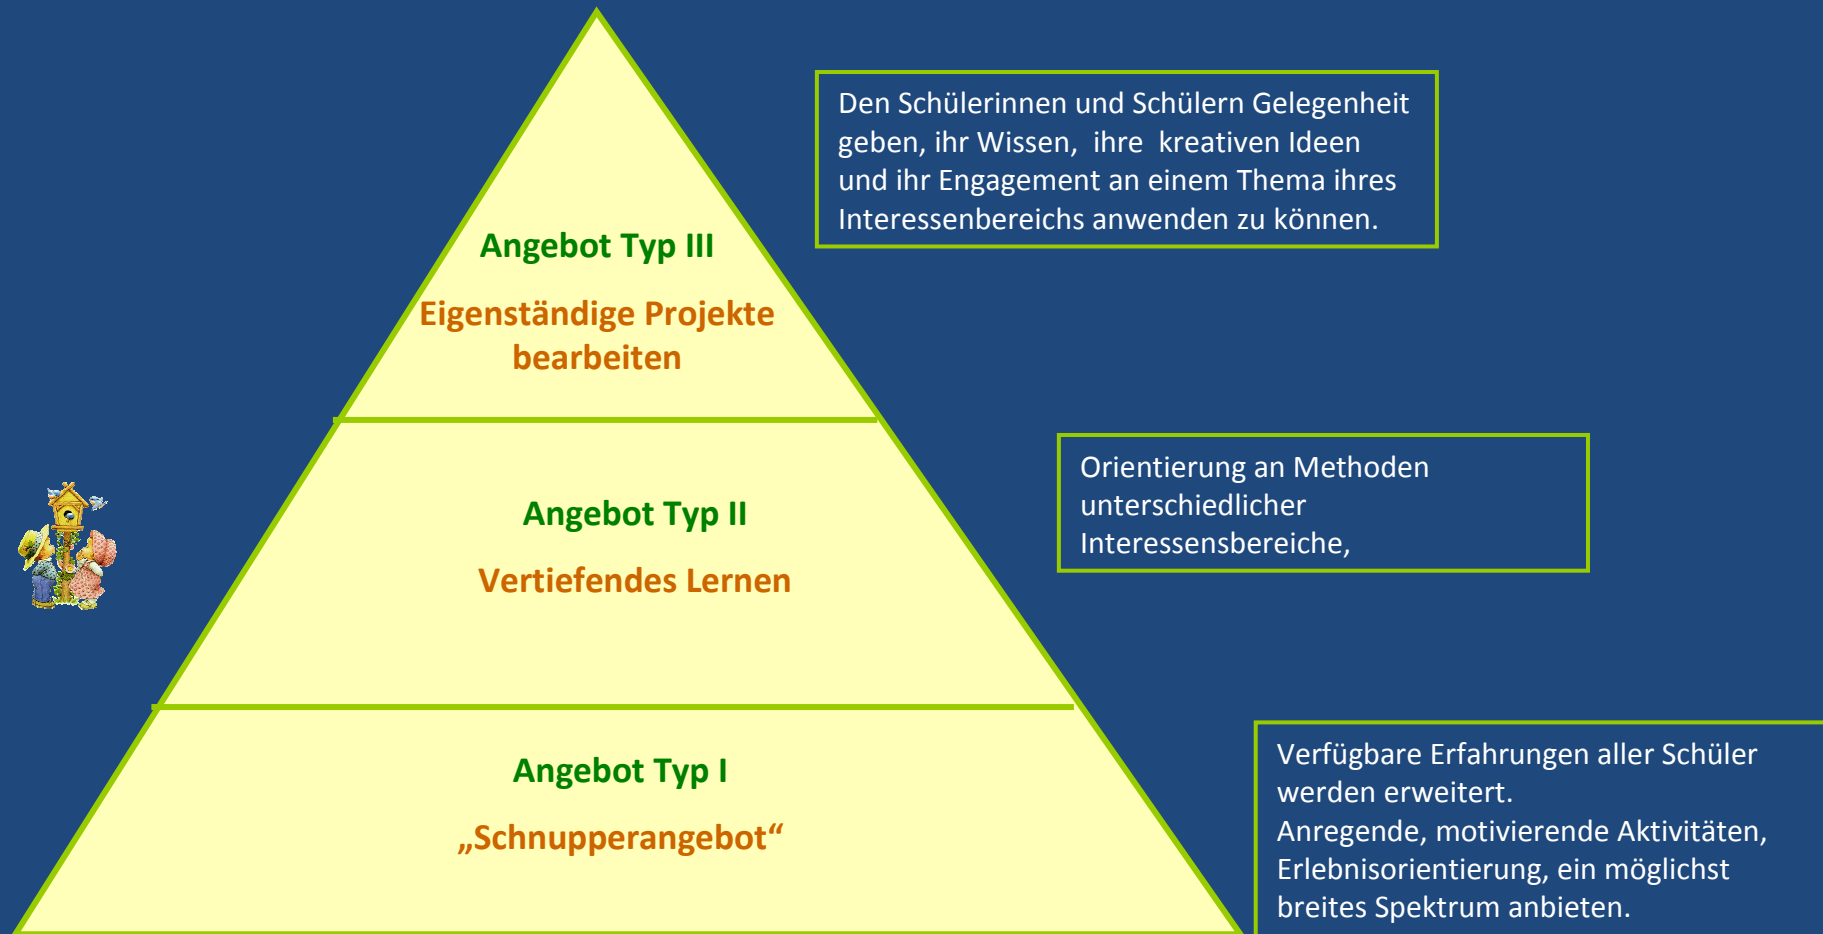 Den Schülerinnen und Schülern Gelegenheit
geben, ihr Wissen,  ihre  kreativen Ideen
und ihr Engagement an einem Thema ihres
Interessenbereichs anwenden zu können.
Angebot Typ III
Eigenständige Projekte
bearbeiten
Orientierung an Methoden
unterschiedlicher
Interessensbereiche,
Angebot Typ II
Vertiefendes Lernen
Verfügbare Erfahrungen aller Schüler
werden erweitert.
Anregende, motivierende Aktivitäten,
Erlebnisorientierung, ein möglichst
breites Spektrum anbieten.
Angebot Typ I
„Schnupperangebot“